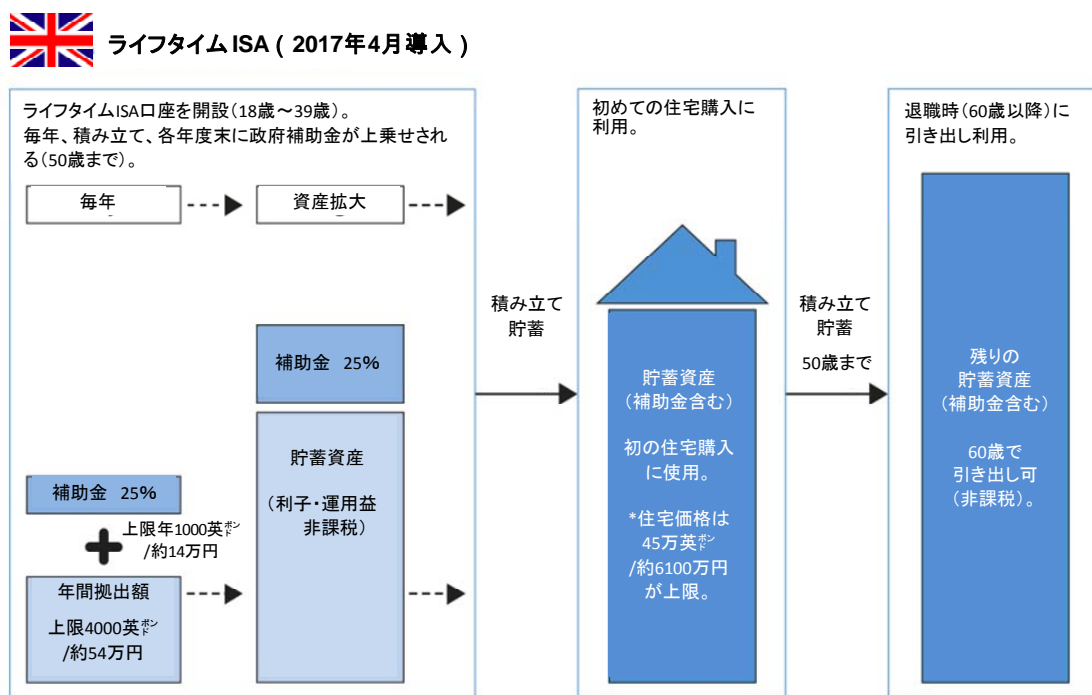 ライフタイム ISA ( 2017年4月導入 )
ライフタイムISA口座を開設(18歳～39歳)。
毎年、積み立て、各年度末に政府補助金が上乗せされ
る(50歳まで)。
毎年
資産拡大
補助金 25%
貯蓄資産
(利子・運用益
非課税)
補助金 25%
上限年1000英ポンド
/約14万円
年間拠出額
上限4000英ポンド
/約54万円
積み立て
貯蓄
初めての住宅購入に
利用。
貯蓄資産
(補助金含む)
初の住宅購入
に使用。
*住宅価格は
45万英ポンド
/約6100万円
が上限。
積み立て
貯蓄
50歳まで
退職時(60歳以降)に
引き出し利用。
残りの
貯蓄資産
(補助金含む)
60歳で
引き出し可
(非課税)。